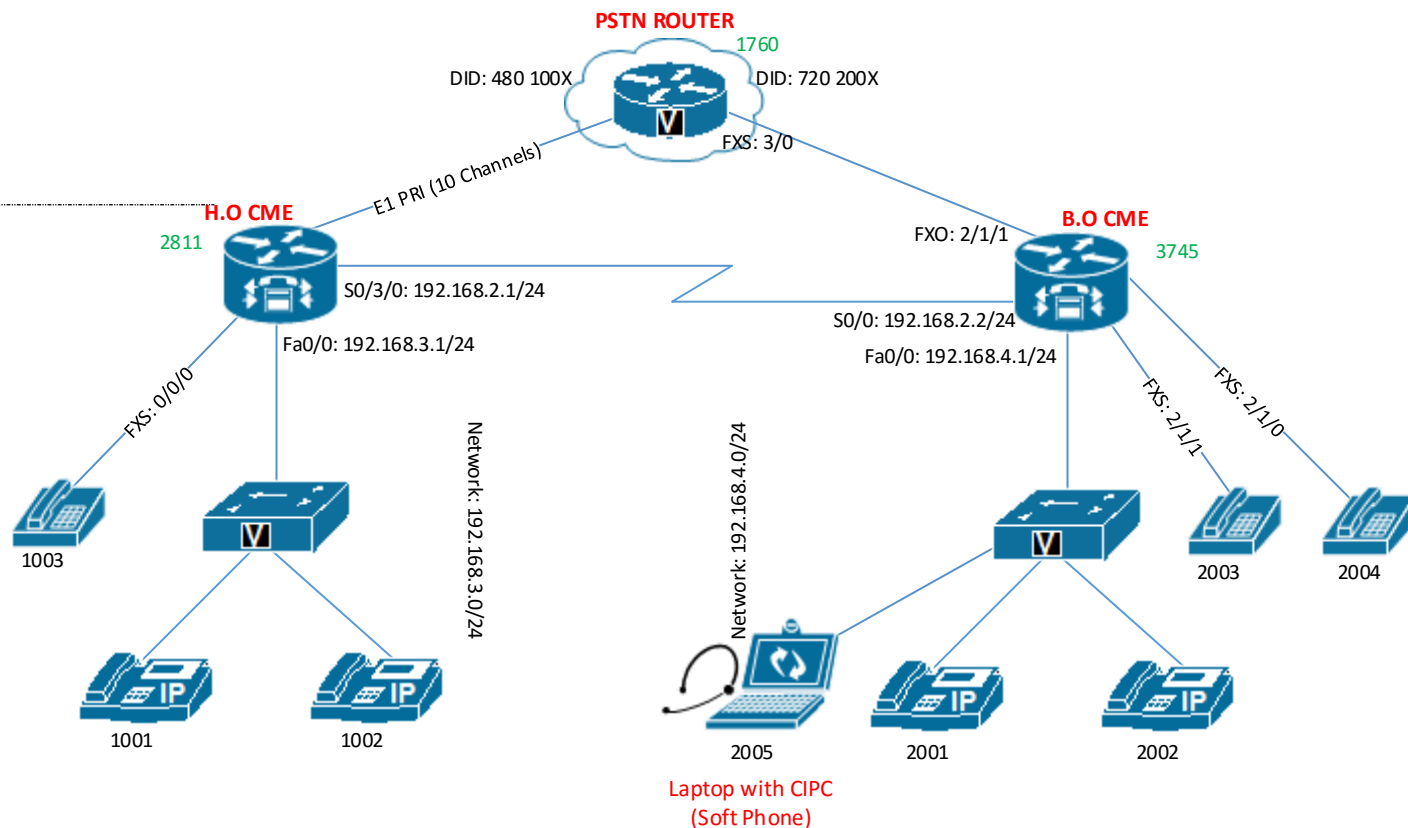 PSTN ROUTER
1760
DID: 480 100X
DID: 720 200X
V
FXS: 3/0
E1 PRI (10 Channels)
H.O CME
2811
B.O CME
3745
FXO: 2/1/1
S0/3/0: 192.168.2.1/24
S0/0: 192.168.2.2/24
Fa0/0: 192.168.3.1/24
Fa0/0: 192.168.4.1/24
FXS: 0/0/0
FXS: 2/1/1
FXS: 2/1/0
Network: 192.168.3.0/24
Network: 192.168.4.0/24
V
V
1003
2003
2004
IP
IP
IP
IP
1001
1002
2005
2001
2002
Laptop with CIPC
(Soft Phone)